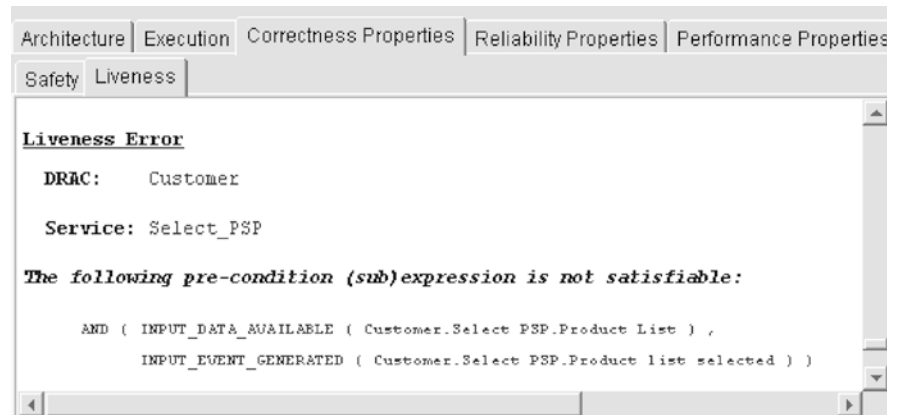 Architecture Execution Correctness Properties Reliability Properties Performance Properties
Safety Liveness
Liveness Error
DRAC: Customer
Service: Select_PSP
The following pre-condition (sub)expression is not satisfiable:
AND ( INPUT_DATA_AVAILABLE ( Customer.Select PSP.Product List ) ,
INPUT_EVENT_GENERATED ( Customer.Select PSP.Product list selected ) )